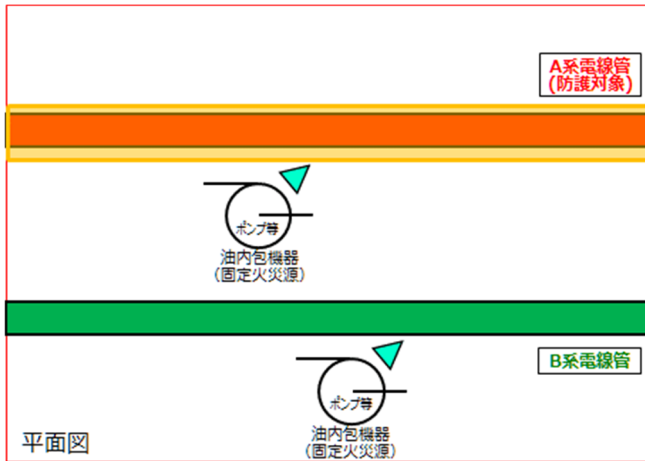 A系電線管
(防護対象)
ポンプ等
油内包機器
(固定火災源)
B系電線管
ポンプ等
油内包機器
(固定火災源)
平面図